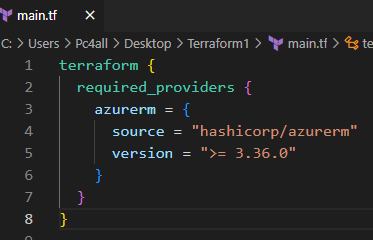 main.tf
C: > Users > Pc4all > Desktop > Terraform1 > main.tf > te
1 terraform {
2 required_providers {
3 azurerm = {
4 source = "hashicorp/azurerm"
5 version = ">= 3.36.0"
6 }
7 }
8 }